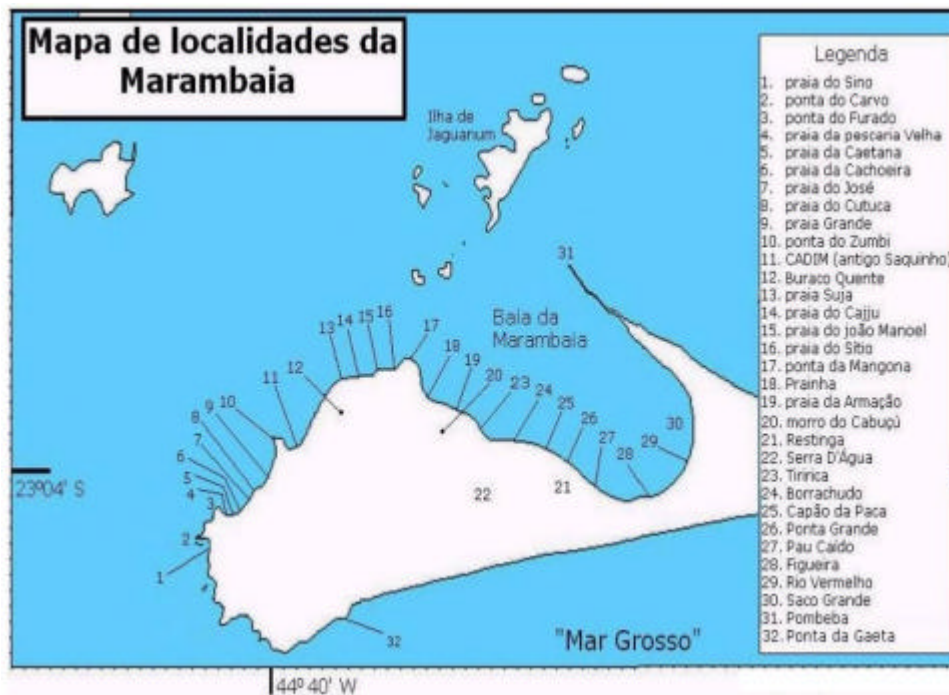 Mapa de localidades da
Marambaia
Legenda
1. praia do Sino
2. ponta do Carvo
3. ponta do Furado
4. praia da pescaria Velha
5. praia da Caetana
6. praia da Cachoeira
7. praia do José
8. praia do Cutuca
9. praia Grande
10. ponta do Zumbi
11. CADIM (antigo Saquinho)
12. Buraco Quente
13. praia Suja
14. praia do Cajju
15. praia do joão Manoel
16. praia do Sítio
17. ponta da Mangona
18. Prainha
19. praia da Armação
20. morro do Cabuçú
21. Restinga
22. Serra D'Água
23. Tiririca
24. Borrachudo
25. Capão da Paca
26. Ponta Grande
27. Pau Caído
28. Figueira
29. Rio Vermelho
30. Saco Grande
31. Pombeba
32. Ponta da Gaeta
Ilha de
Jaguanum
31
Baia da
Marambaia
13 14 15 16 17
12
18
19
20
23
24
25
26
27
28
29
30
11
10
9
8
7
6
5
4
3
2
1
21
22
32
23º04' S
"Mar Grosso"
44º 40' W